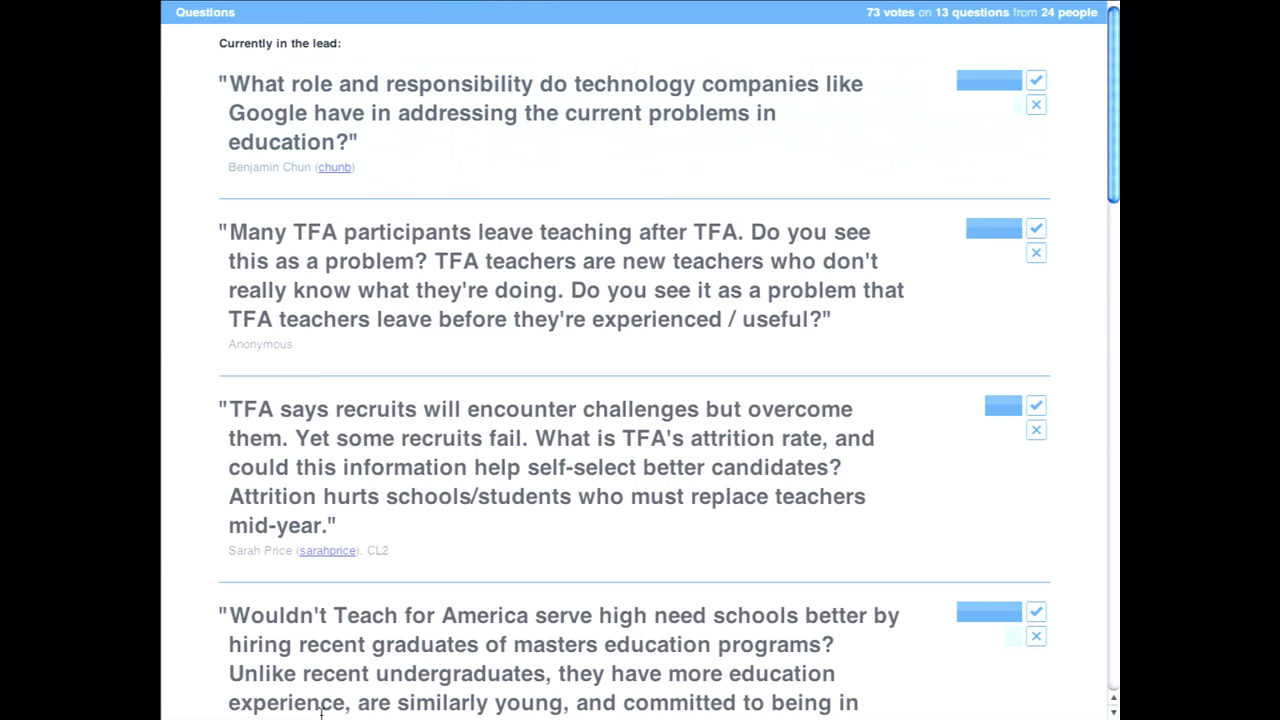 Questions
73 votes on 13 questions from 24 people
Currently in the lead:
"What role and responsibility do technology companies like
Google have in addressing the current problems in
education?"
Benjamin Chun (chunb)
"Many TFA participants leave teaching after TFA. Do you see
this as a problem? TFA teachers are new teachers who don't
really know what they're doing. Do you see it as a problem that
TFA teachers leave before they're experienced / useful?"
Anonymous
"TFA says recruits will encounter challenges but overcome
them. Yet some recruits fail. What is TFA's attrition rate, and
could this information help self-select better candidates?
Attrition hurts schools/students who must replace teachers
mid-year."
Sarah Price (sarahprice). CL2
"Wouldn't Teach for America serve high need schools better by
hiring recent graduates of masters education programs?
Unlike recent undergraduates, they have more education
experience, are similarly young, and committed to being in